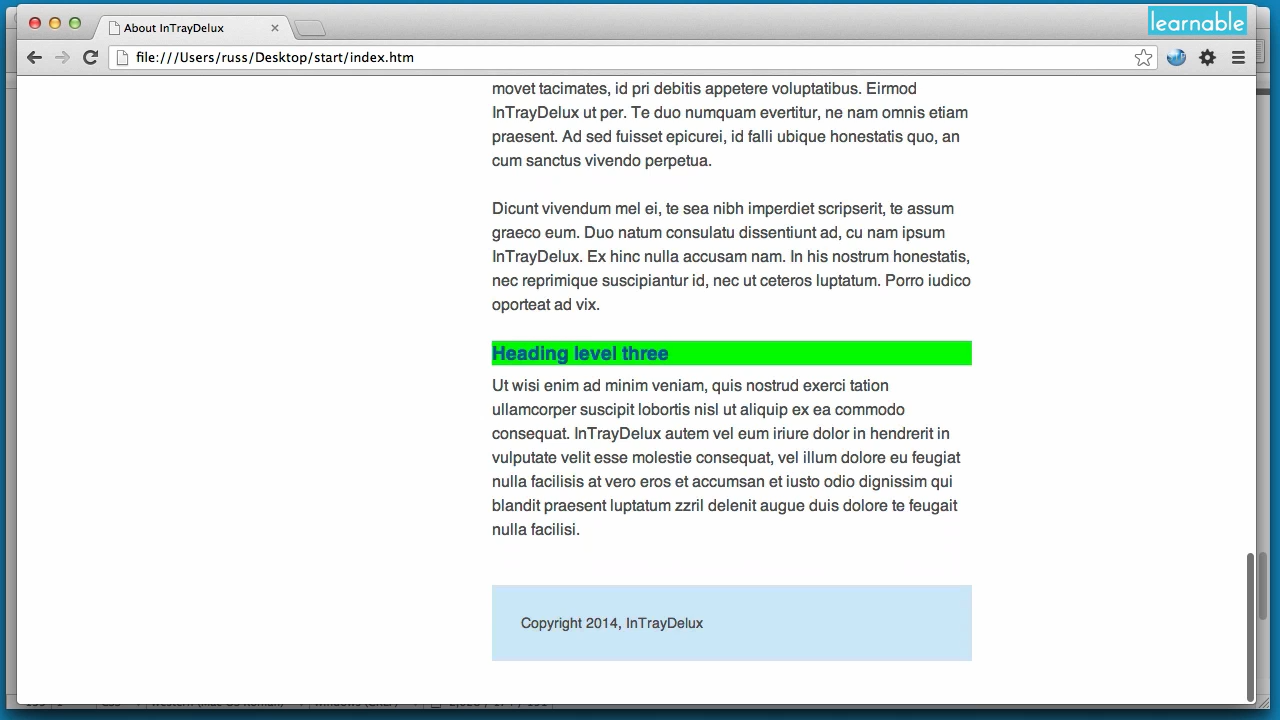 About InTrayDelux
learnable
file:///Users/russ/Desktop/start/index.htm
movet tacimates, id pri debitis appetere voluptatibus. Eirmod
InTrayDelux ut per. Te duo numquam evertitur, ne nam omnis etiam
praesent. Ad sed fuisset epicurei, id falli ubique honestatis quo, an
cum sanctus vivendo perpetua.
Dicunt vivendum mel ei, te sea nibh imperdiet scripserit, te assum
graeco eum. Duo natum consulatu dissentiunt ad, cu nam ipsum
InTrayDelux. Ex hinc nulla accusam nam. In his nostrum honestatis,
nec reprimique suscipiantur id, nec ut ceteros luptatum. Porro iudico
oporteat ad vix.
Heading level three
Ut wisi enim ad minim veniam, quis nostrud exerci tation
ullamcorper suscipit lobortis nisl ut aliquip ex ea commodo
consequat. InTrayDelux autem vel eum iriure dolor in hendrerit in
vulputate velit esse molestie consequat, vel illum dolore eu feugiat
nulla facilisis at vero eros et accumsan et iusto odio dignissim qui
blandit praesent luptatum zzril delenit augue duis dolore te feugait
nulla facilisi.
Copyright 2014, InTrayDelux